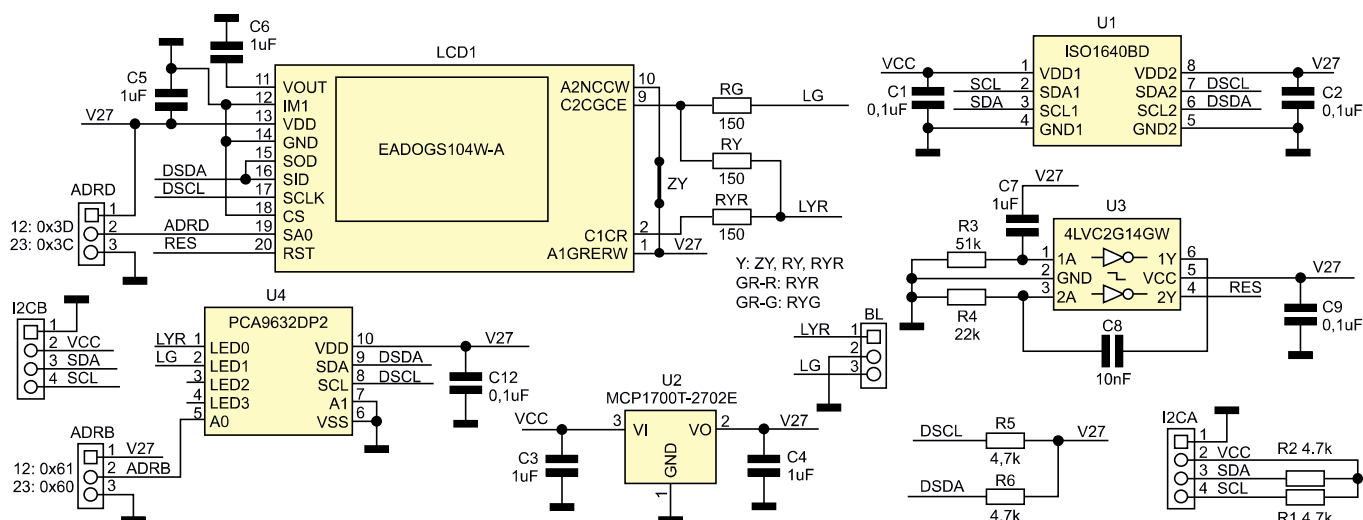 C6
1uF
C5
1uF
V27
LCD1
EADOGS104W-A
11 VOUT
12 IM1
13 VDD
14 GND
15 SOD
16 SID
17 SCLK
18 CS
19 SA0
20 RST
A2NCCW 10
C2CGCE 9
C1CR 2
A1GRERW 1
DSDA
DSCL
ADRD
RES
ADRD
1
2
3
12: 0x3D
23: 0x3C
RG
150
LG
RY
150
ZY
RYR
150
LYR
V27
Y: ZY, RY, RYR
GR-R: RYR
GR-G: RYG
U1
ISO1640BD
1 VDD1
2 SDA1
3 SCL1
4 GND1
VDD2 8
SDA2 7
SCL2 6
GND2 5
VCC
SCL
SDA
C1
0,1uF
V27
DSCL
DSDA
C2
0,1uF
C7
1uF
V27
U3
4LVC2G14GW
1 1A
2 GND
3 2A
1Y 6
VCC 5
2Y 4
R3
51k
R4
22k
C8
10nF
V27
RES
C9
0,1uF
I2CB
1
2 VCC
3 SDA
4 SCL
U4
PCA9632DP2
LYR 1 LED0
LG 2 LED1
3 LED2
4 LED3
5 A0
VDD 10
SDA 9 DSDA
SCL 8 DSCL
A1 7
VSS 6
V27
C12
0,1uF
ADRB
1 V27
2 ADRB
3
12: 0x61
23: 0x60
U2
MCP1700T-2702E
VCC
3 VI
VO 2
GND
1
V27
C3
1uF
C4
1uF
BL
LYR 1
2
LG 3
DSCL
R5
4,7k
V27
DSDA
R6
4,7k
I2CA
1
2 VCC
3 SDA
4 SCL
R2 4.7k
R1 4.7k